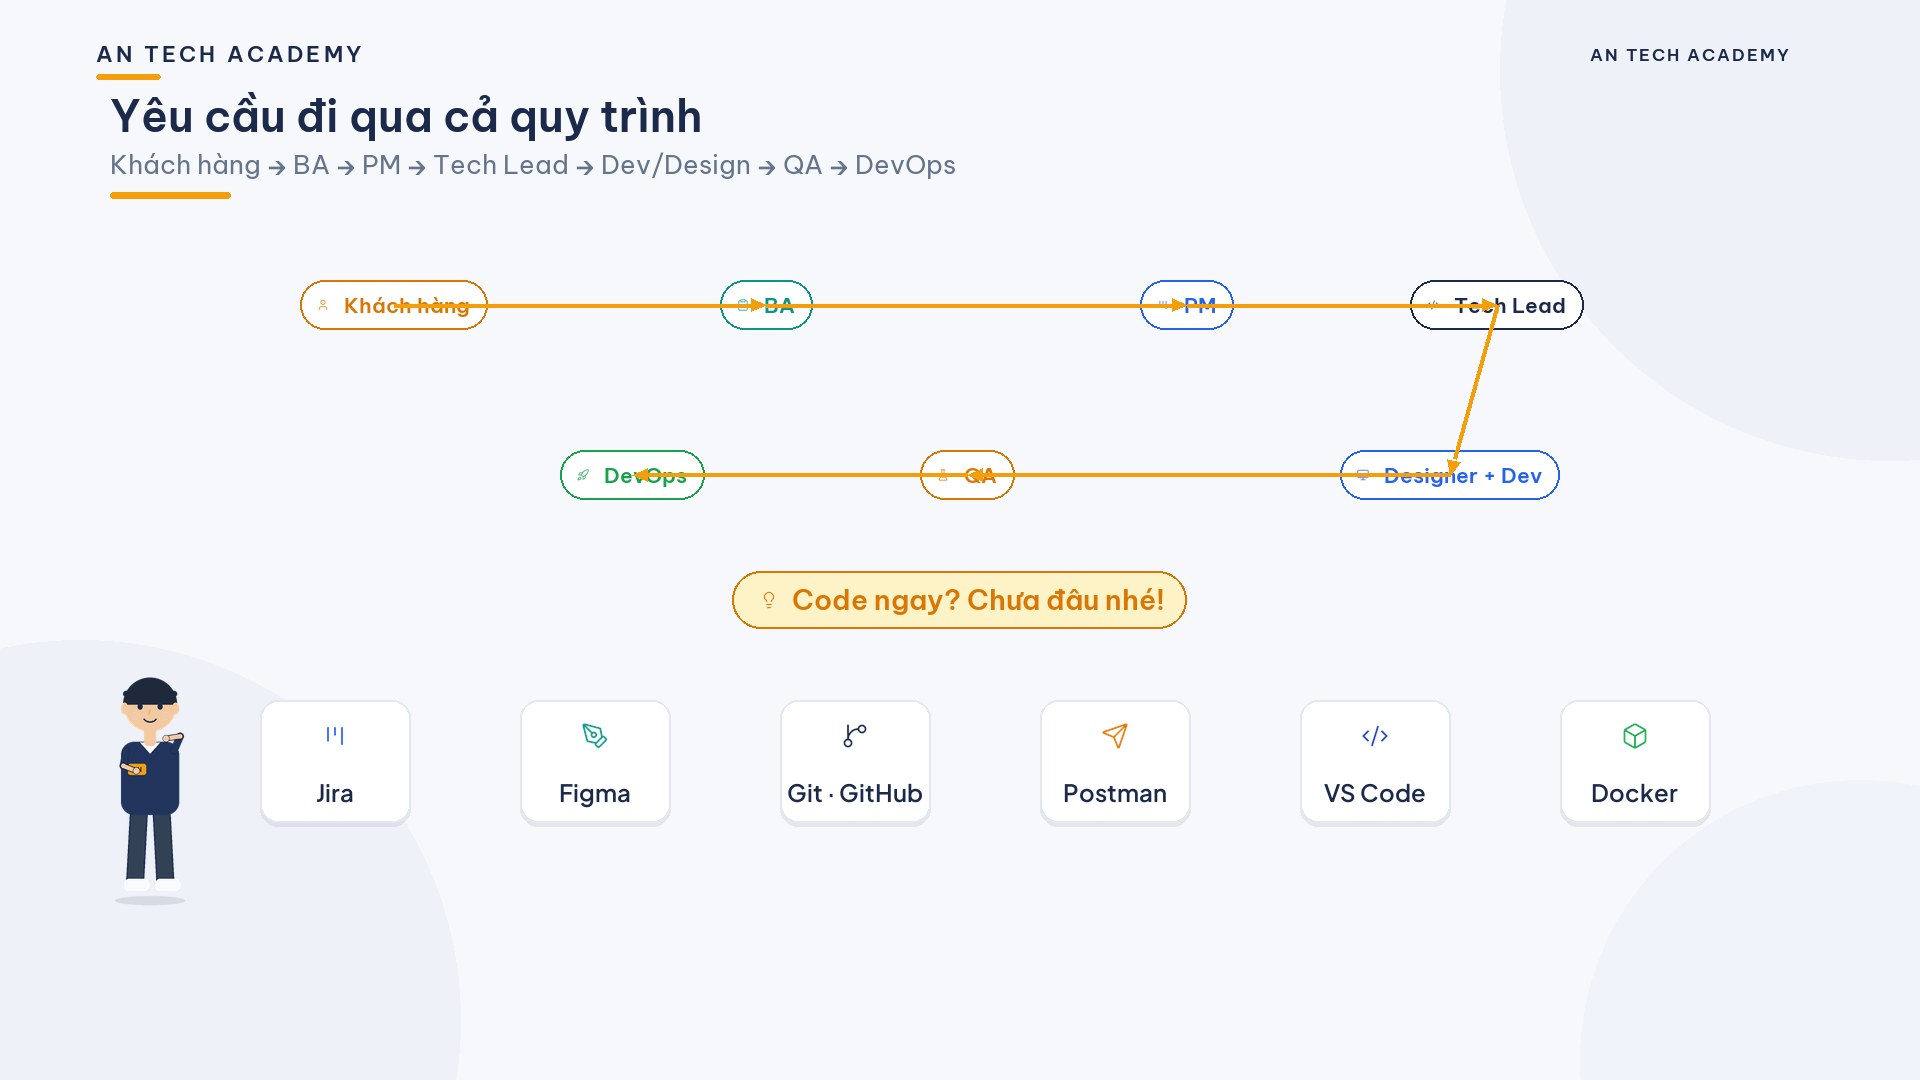 AN TECH ACADEMY
AN TECH ACADEMY
Yêu cầu đi qua cả quy trình
Khách hàng → BA → PM → Tech Lead → Dev/Design → QA → DevOps
Khách hàng
BA
PM
Tech Lead
DevOps
QA
Designer + Dev
Code ngay? Chưa đâu nhé!
Jira
Figma
Git · GitHub
Postman
VS Code
Docker